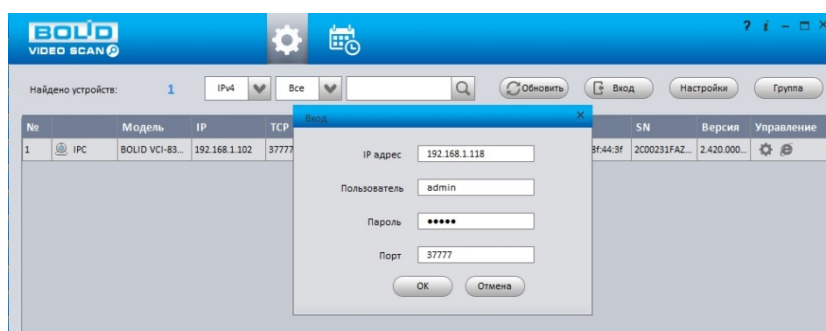 BOLID
VIDEO SCAN
? i
Найдено устройств: 1 IPv4 Все Обновить Вход Настройки Группа
№ Модель IP TCP SN Версия Управление
1 IPC BOLID VCI-83... 192.168.1.102 37777 3f:44:3f 2C00231FAZ... 2.420.000...
Вход
IP адрес 192.168.1.118
Пользователь admin
Пароль •••••
Порт 37777
OK Отмена